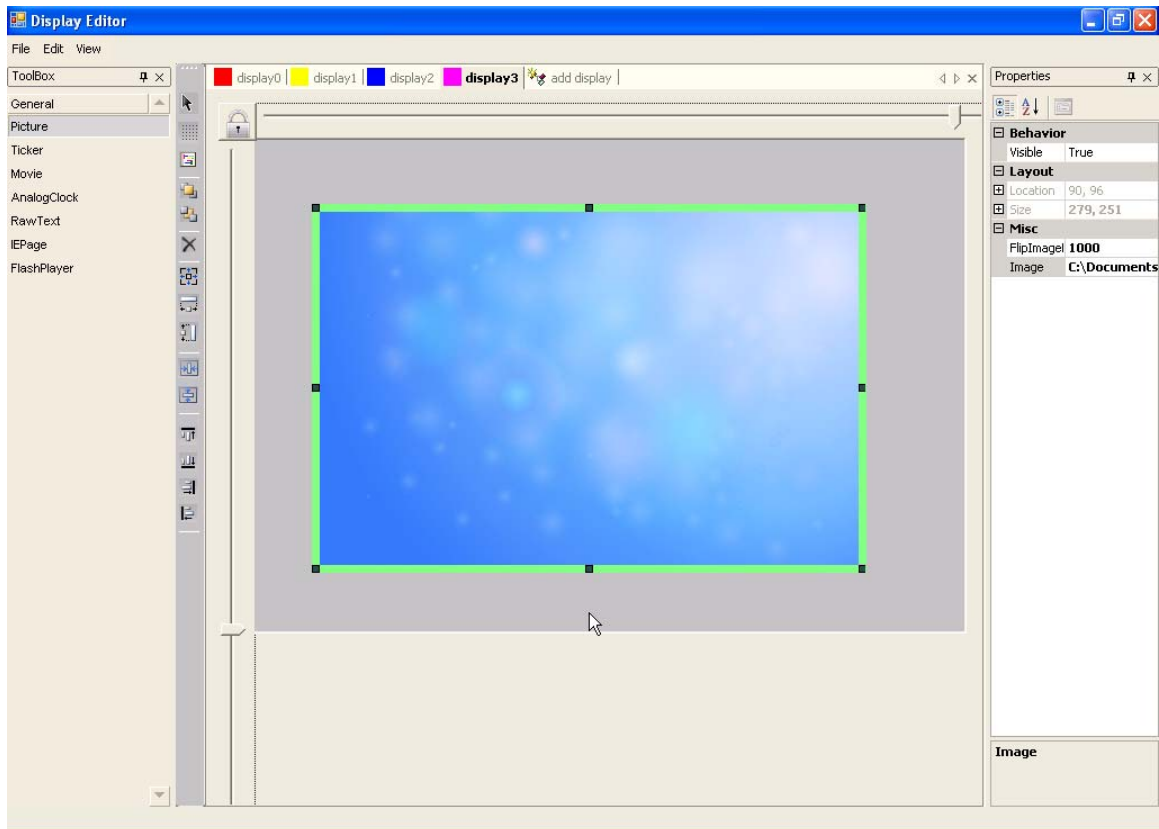 Display Editor
File Edit View
ToolBox
General
Picture
Ticker
Movie
AnalogClock
RawText
IEPage
FlashPlayer
display0 display1 display2 display3 add display
Properties
Behavior
Visible True
Layout
Location 90, 96
Size 279, 251
Misc
FlipImageI 1000
Image C:\Documents
Image